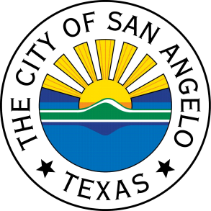 THE CITY OF SAN ANGELO
TEXAS